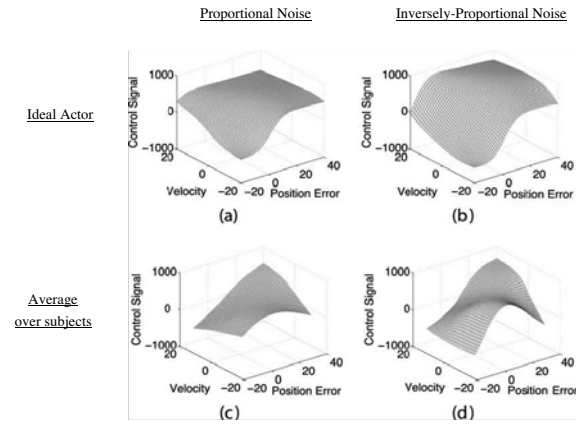 Proportional Noise
Inversely-Proportional Noise
Ideal Actor
Control Signal
1000
0
−1000
20
0
−20
Velocity
−20
0
20
40
Position Error
(a)
Control Signal
1000
0
−1000
20
0
−20
Velocity
−20
0
20
40
Position Error
(b)
Average
over subjects
Control Signal
1000
0
−1000
20
0
−20
Velocity
−20
0
20
40
Position Error
(c)
Control Signal
1000
0
−1000
20
0
−20
Velocity
−20
0
20
40
Position Error
(d)